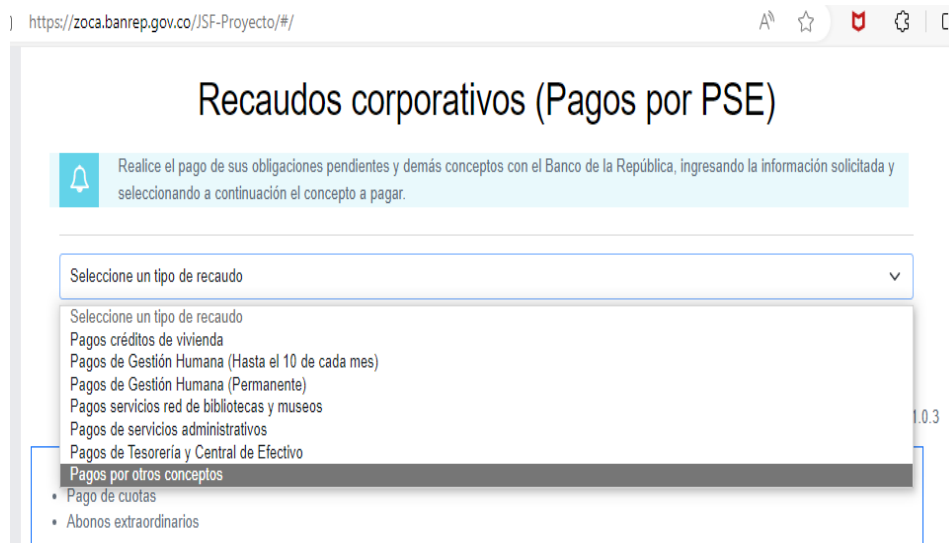 https://zoca.banrep.gov.co/JSF-Proyecto/#/
Recaudos corporativos (Pagos por PSE)
Realice el pago de sus obligaciones pendientes y demás conceptos con el Banco de la República, ingresando la información solicitada y
seleccionando a continuación el concepto a pagar.
Seleccione un tipo de recaudo
Seleccione un tipo de recaudo
Pagos créditos de vivienda
Pagos de Gestión Humana (Hasta el 10 de cada mes)
Pagos de Gestión Humana (Permanente)
Pagos servicios red de bibliotecas y museos
Pagos de servicios administrativos
1.0.3
Pagos de Tesorería y Central de Efectivo
Pagos por otros conceptos
• Pago de cuotas
• Abonos extraordinarios